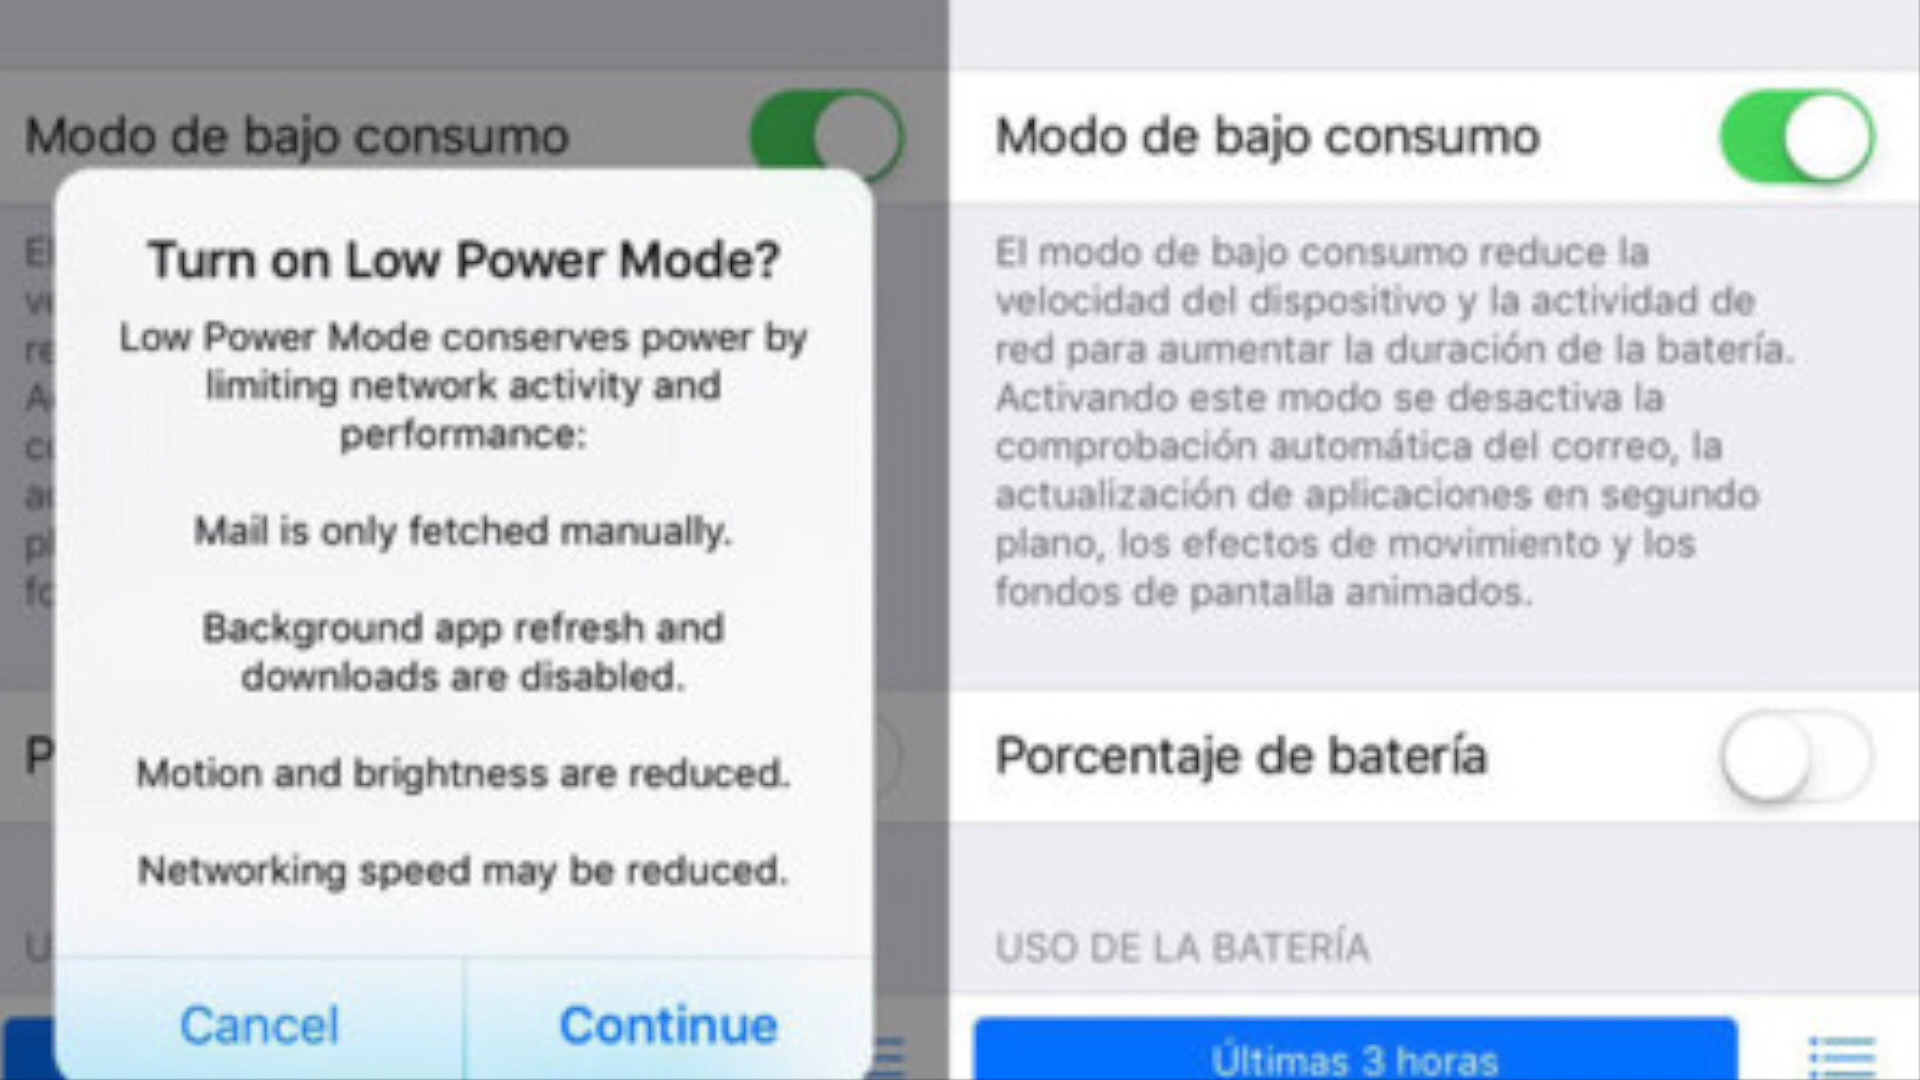 Modo de bajo consumo
Turn on Low Power Mode?
Low Power Mode conserves power by
limiting network activity and
performance:
Mail is only fetched manually.
Background app refresh and
downloads are disabled.
Motion and brightness are reduced.
Networking speed may be reduced.
Cancel
Continue
Modo de bajo consumo
El modo de bajo consumo reduce la
velocidad del dispositivo y la actividad de
red para aumentar la duración de la batería.
Activando este modo se desactiva la
comprobación automática del correo, la
actualización de aplicaciones en segundo
plano, los efectos de movimiento y los
fondos de pantalla animados.
Porcentaje de batería
USO DE LA BATERÍA
Últimas 3 horas